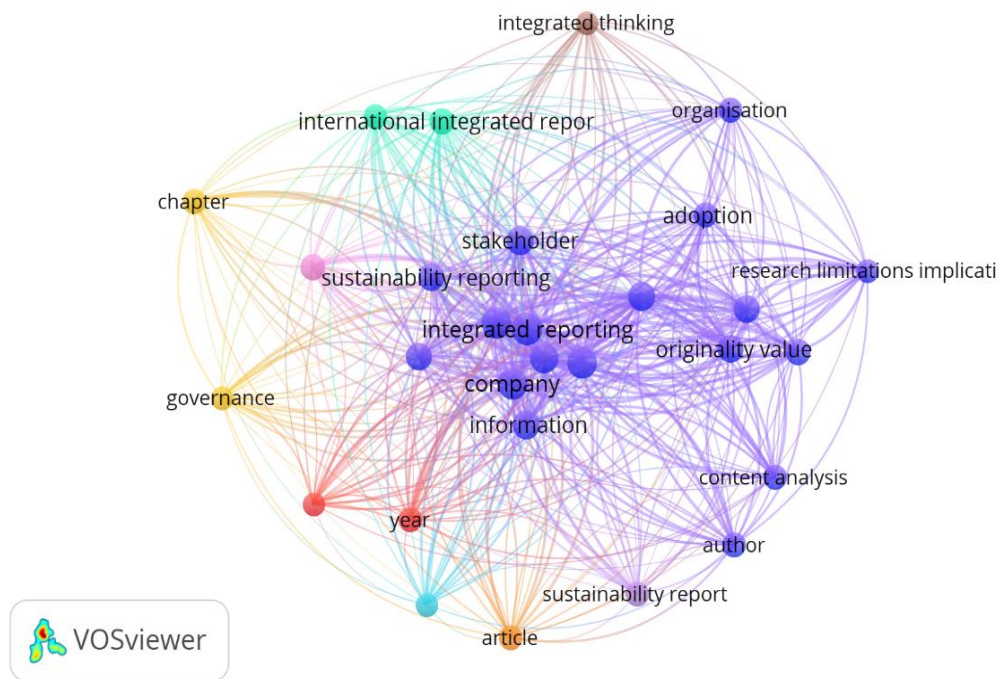 integrated thinking
organisation
international integrated repor
chapter
adoption
stakeholder
research limitations implicati
sustainability reporting
integrated reporting
originality value
company
governance
information
content analysis
year
author
sustainability report
article
VOSviewer